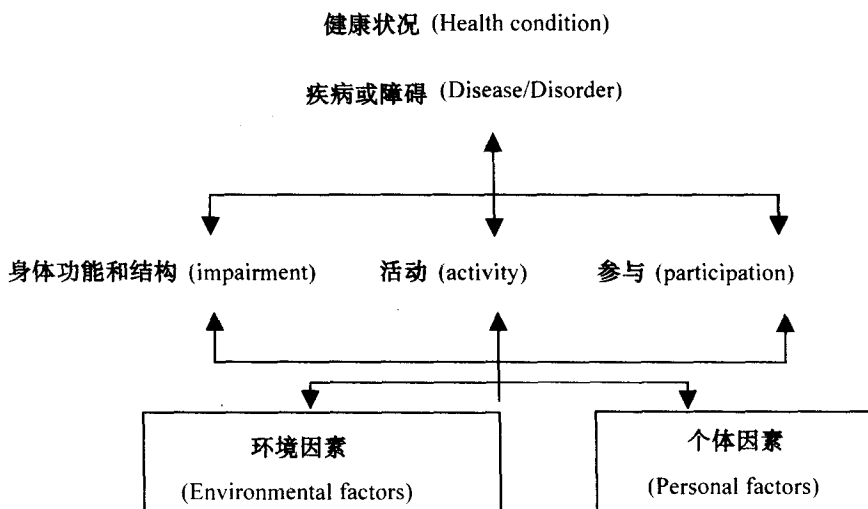 健康状况 (Health condition)
疾病或障碍 (Disease/Disorder)
身体功能和结构 (impairment) 活动 (activity) 参与 (participation)
环境因素 个体因素
(Environmental factors) (Personal factors)